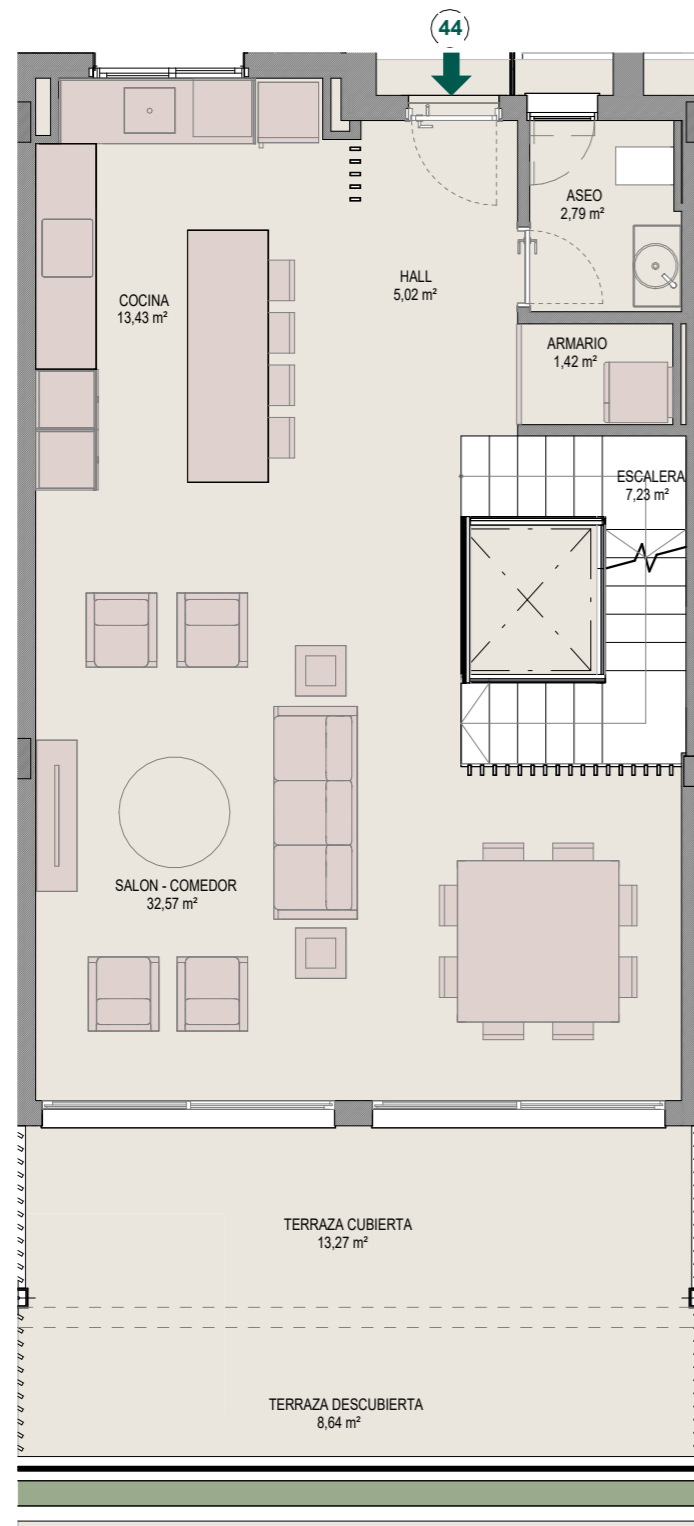 44
ASEO
2,79 m²
HALL
5,02 m²
COCINA
13,43 m²
ARMARIO
1,42 m²
ESCALERA
7,23 m²
SALON - COMEDOR
32,57 m²
TERRAZA CUBIERTA
13,27 m²
TERRAZA DESCUBIERTA
8,64 m²